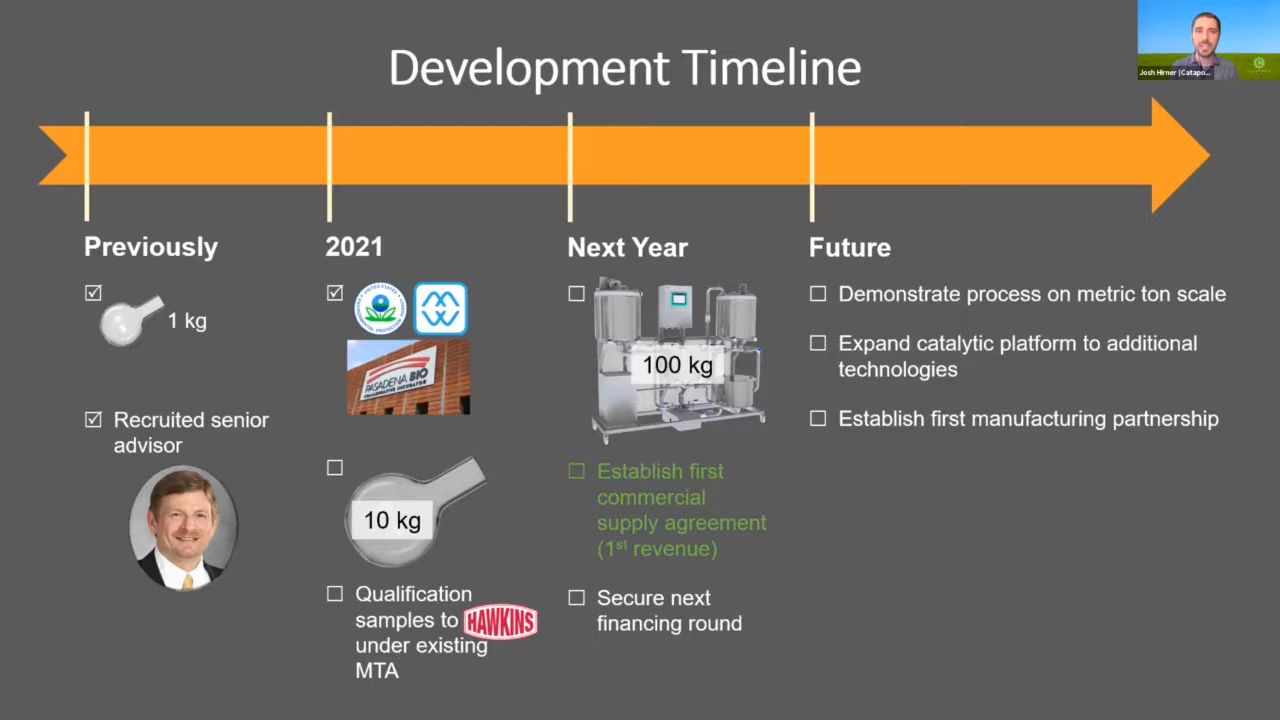 Development Timeline
Josh Hirner (Catapo...
Previously
1 kg
Recruited senior
advisor
2021
PASADENA BIO
COLLABORATIVE INCUBATOR
10 kg
Qualification
samples to HAWKINS
under existing
MTA
Next Year
100 kg
Establish first
commercial
supply agreement
(1st revenue)
Secure next
financing round
Future
Demonstrate process on metric ton scale
Expand catalytic platform to additional
technologies
Establish first manufacturing partnership